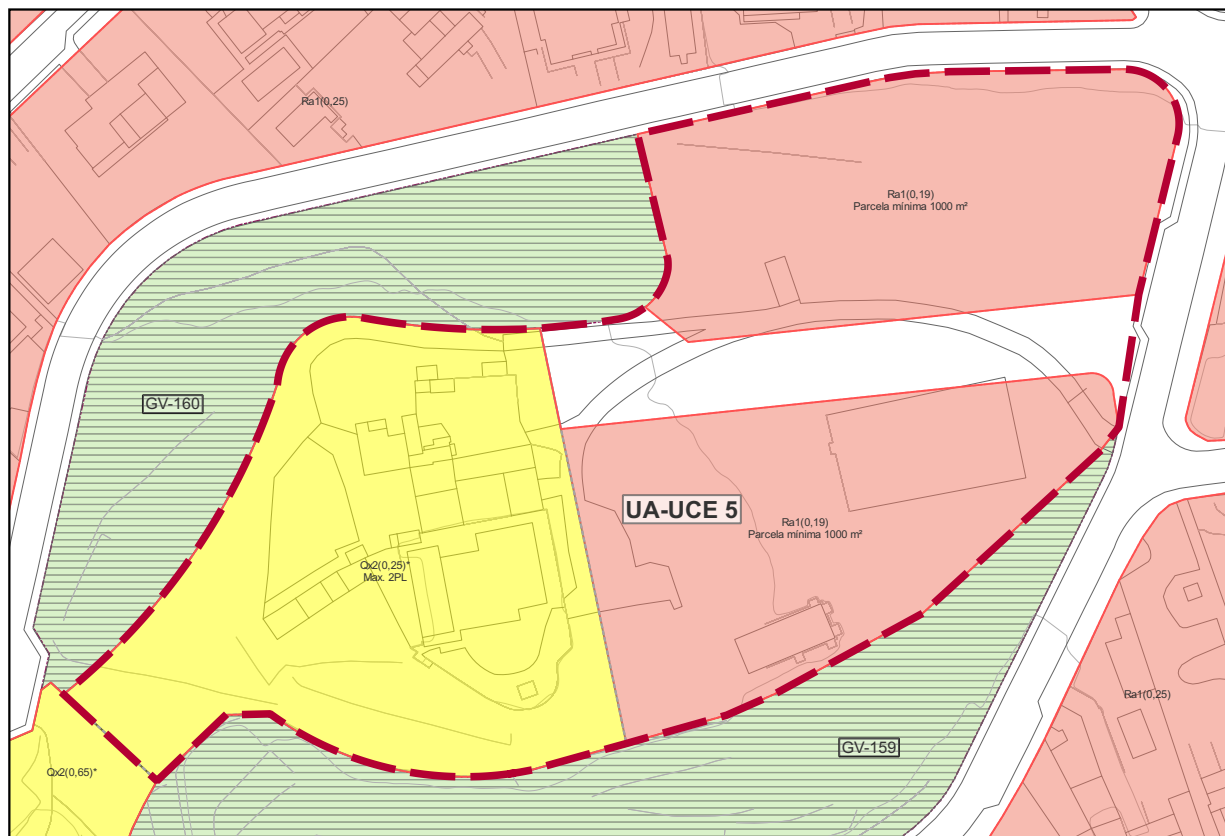 Ra1(0,25)
Ra1(0,19)
Parcela mínima 1000 m²
GV-160
UA-UCE 5
Ra1(0,19)
Parcela mínima 1000 m²
Qx2(0,25)*
Max. 2PL
Ra1(0,25)
GV-159
Qx2(0,65)*